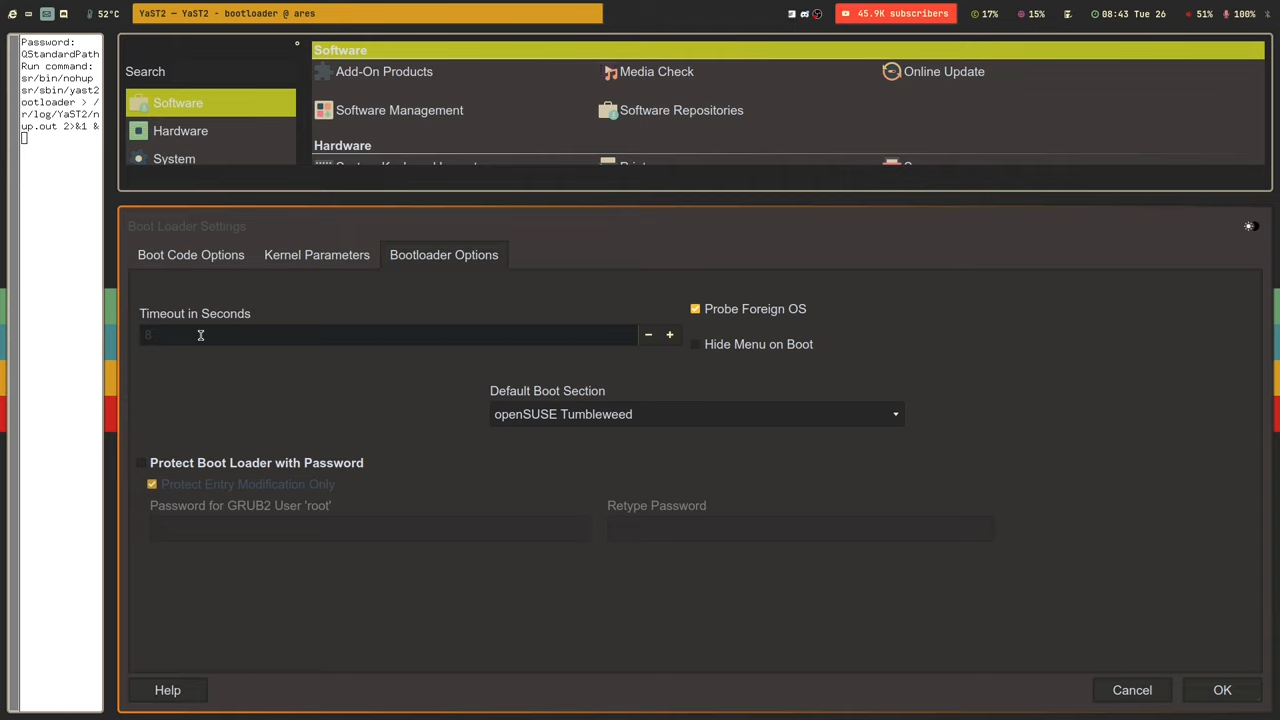 52°C
YaST2 — YaST2 - bootloader @ ares
45.9K subscribers
17%
15%
08:43 Tue 26
51%
100%
Password:
QStandardPath
Run command:
sr/bin/nohup
sr/sbin/yast2
ootloader > /
r/log/YaST2/n
up.out 2>&1 &
Search
Software
Hardware
System
Software
Add-On Products
Media Check
Online Update
Software Management
Software Repositories
Hardware
Boot Loader Settings
Boot Code Options
Kernel Parameters
Bootloader Options
Timeout in Seconds
8
Probe Foreign OS
Hide Menu on Boot
Default Boot Section
openSUSE Tumbleweed
Protect Boot Loader with Password
Protect Entry Modification Only
Password for GRUB2 User 'root'
Retype Password
Help
Cancel
OK